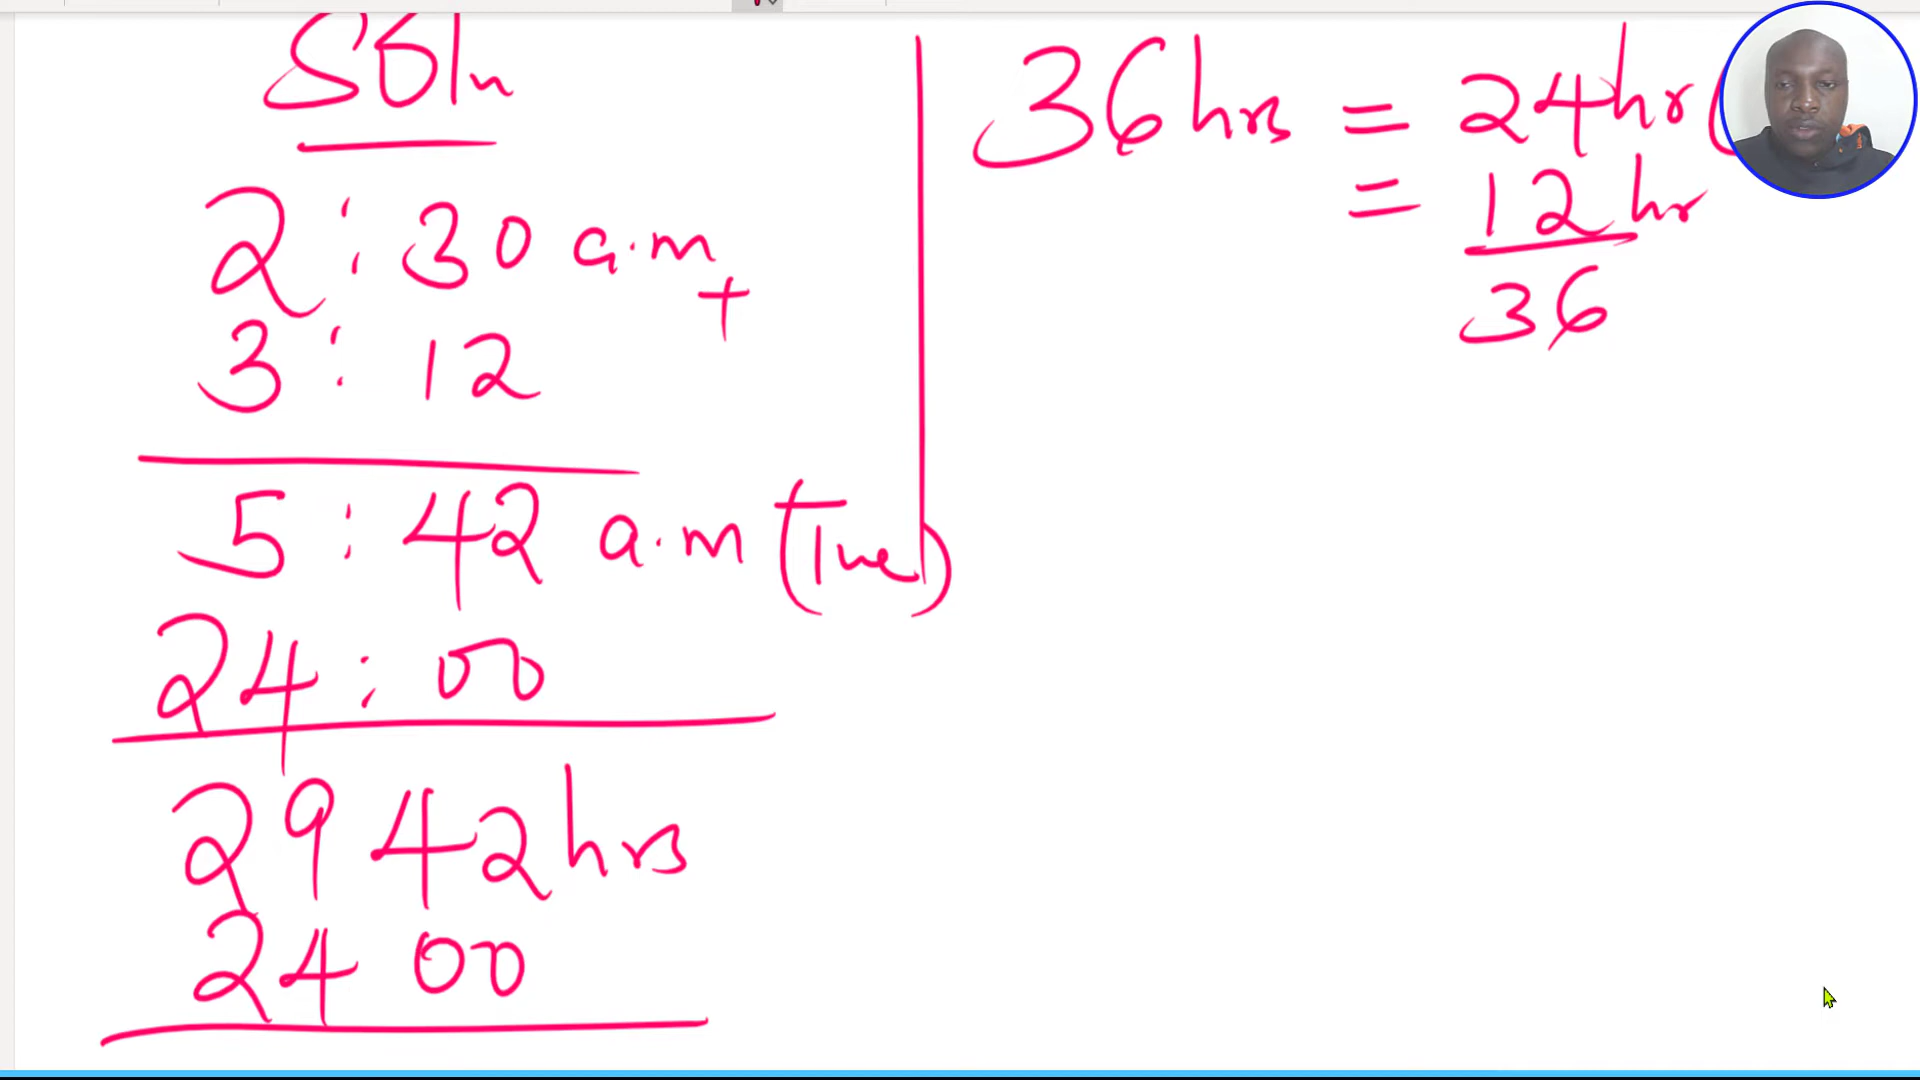 Soln
2 : 30 a.m
+
3 : 12
5 : 42 a.m (Tue)
24 : 00
29 42hrs
24 00
36hrs = 24hr (
= 12hr
36